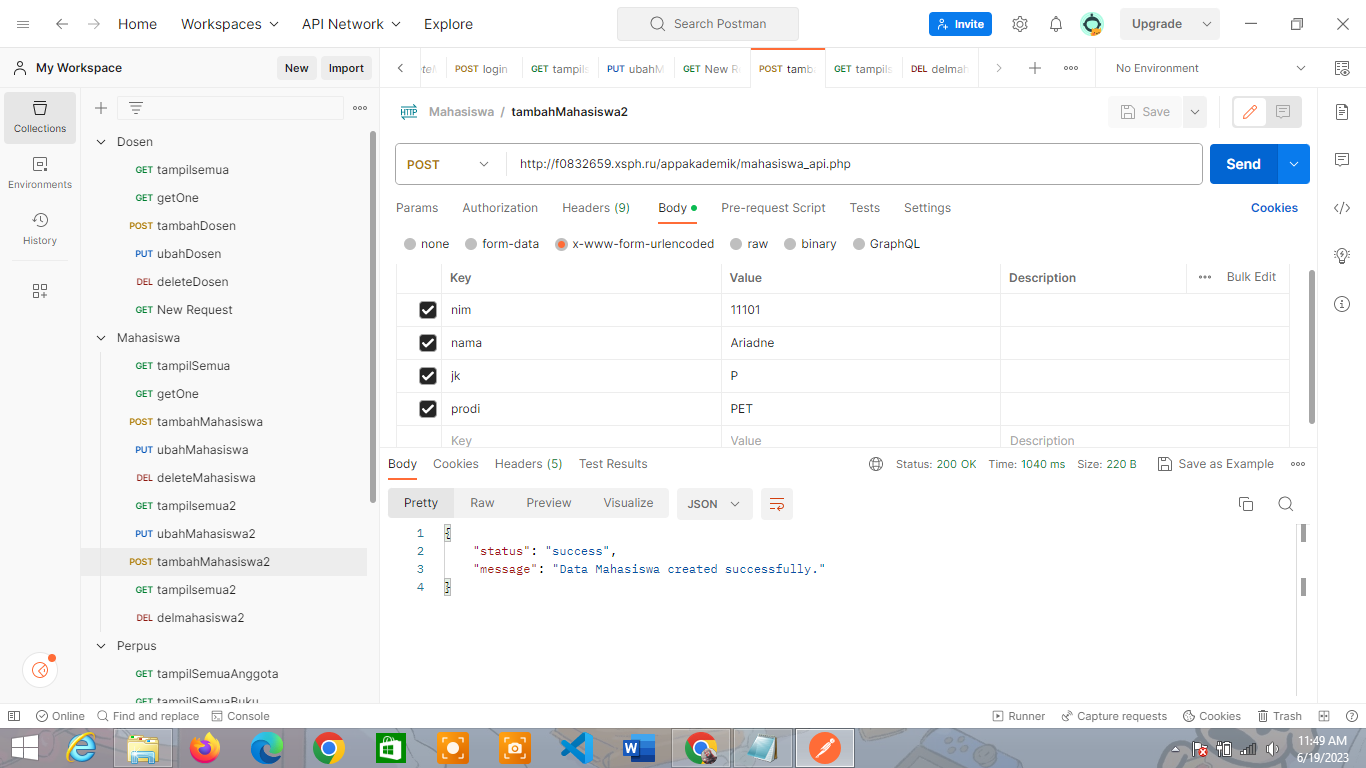 Home Workspaces API Network Explore Search Postman Invite Upgrade
My Workspace New Import POST login GET tampils PUT ubahM GET New R POST tamb GET tampils DEL delmah No Environment
Mahasiswa / tambahMahasiswa2 Save
POST http://f0832659.xsph.ru/appakademik/mahasiswa_api.php Send
Params Authorization Headers (9) Body Pre-request Script Tests Settings Cookies
none form-data x-www-form-urlencoded raw binary GraphQL
Key Value Description Bulk Edit
nim 11101
nama Ariadne
jk P
prodi PET
Key Value Description
Collections
Environments
History
Dosen
GET tampilsemua
GET getOne
POST tambahDosen
PUT ubahDosen
DEL deleteDosen
GET New Request
Mahasiswa
GET tampilSemua
GET getOne
POST tambahMahasiswa
PUT ubahMahasiswa
DEL deleteMahasiswa
GET tampilsemua2
PUT ubahMahasiswa2
POST tambahMahasiswa2
GET tampilsemua2
DEL delmahasiswa2
Perpus
GET tampilSemuaAnggota
GET tampilSemuaBuku
Body Cookies Headers (5) Test Results Status: 200 OK Time: 1040 ms Size: 220 B Save as Example
Pretty Raw Preview Visualize JSON
1 {
2 "status": "success",
3 "message": "Data Mahasiswa created successfully."
4 }
Online Find and replace Console Runner Capture requests Cookies Trash
11:49 AM
6/19/2023